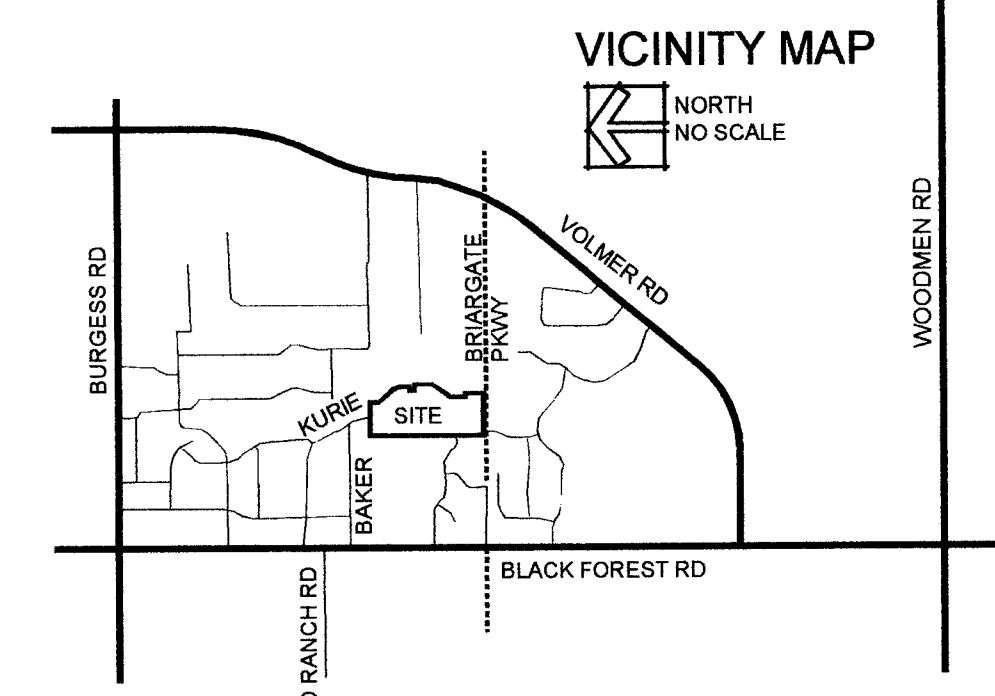 VICINITY MAP
NORTH
NO SCALE
BURGESS RD
BRIARGATE
PKWY
VOLMER RD
WOODMEN RD
KURIE
SITE
BAKER
BLACK FOREST RD
RANCH RD